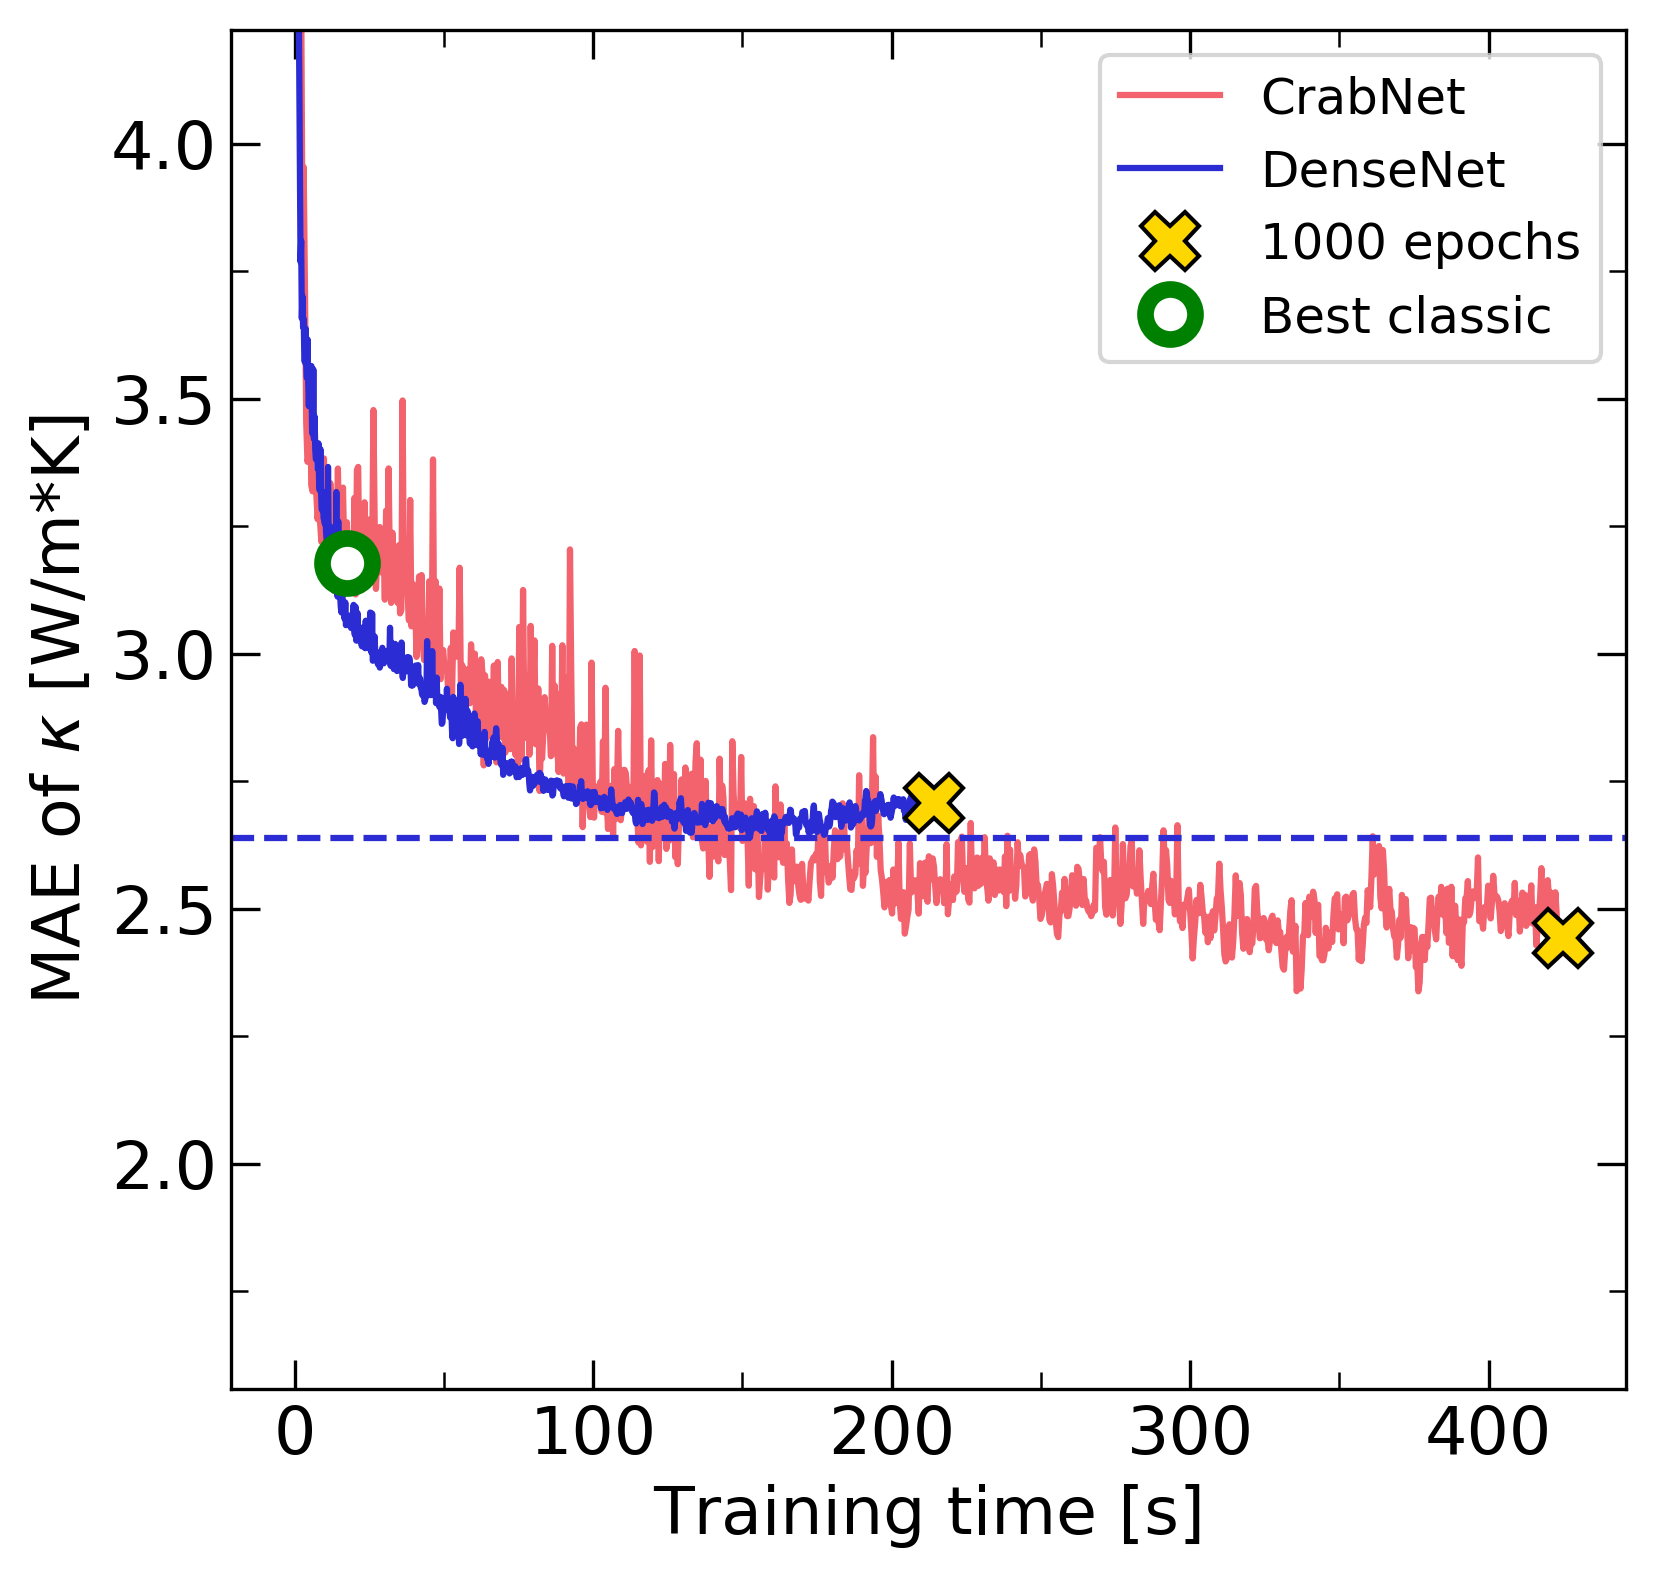 CrabNet
DenseNet
1000 epochs
Best classic
4.0
3.5
3.0
2.5
2.0
MAE of κ [W/m*K]
0 100 200 300 400
Training time [s]